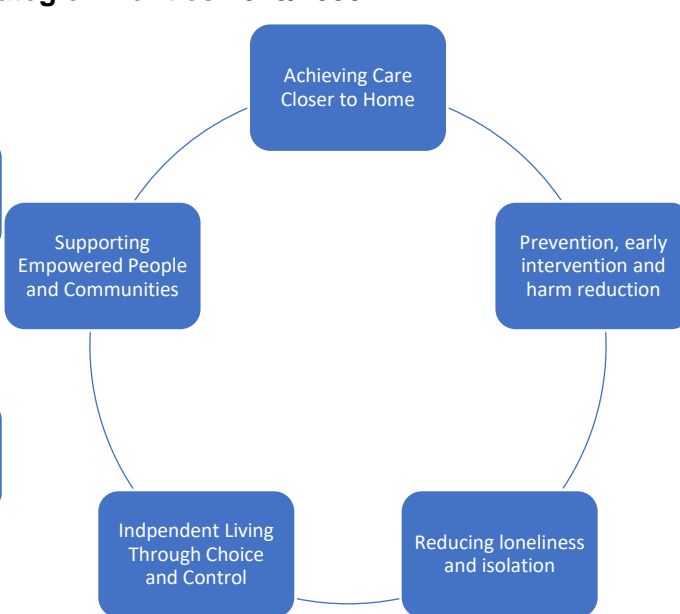 Achieving Care
Closer to Home
Prevention, early
intervention and
harm reduction
Reducing loneliness
and isolation
Indpendent Living
Through Choice
and Control
Supporting
Empowered People
and Communities